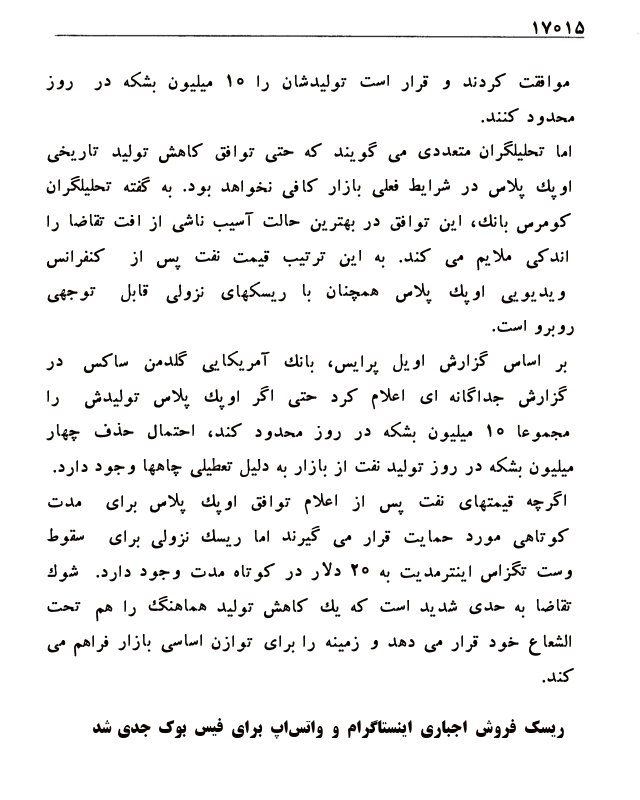 ۱۷۰۱۵
موافقت کردند و قرار است تولیدشان را ۱۰ میلیون بشکه در روز
محدود کنند.
اما تحلیلگران متعددی می گویند که حتی توافق کاهش تولید تاریخی
اوپك پلاس در شرایط فعلی بازار کافی نخواهد بود. به گفته تحلیلگران
کومرس بانك، این توافق در بهترین حالت آسیب ناشی از افت تقاضا را
اندکی ملایم می کند. به این ترتیب قیمت نفت پس از کنفرانس
ویدیویی اوپك پلاس همچنان با ریسکهای نزولی قابل توجهی
روبرو است.
بر اساس گزارش اویل پرایس، بانك آمریکایی گلدمن ساکس در
گزارش جداگانه ای اعلام کرد حتی اگر اوپك پلاس تولیدش را
مجموعا ۱۰ میلیون بشکه در روز محدود کند، احتمال حذف چهار
میلیون بشکه در روز تولید نفت از بازار به دلیل تعطیلی چاهها وجود دارد.
اگرچه قیمتهای نفت پس از اعلام توافق اوپك پلاس برای مدت
کوتاهی مورد حمایت قرار می گیرند اما ریسك نزولی برای سقوط
وست تگزاس اینترمدیت به ۲۰ دلار در کوتاه مدت وجود دارد. شوك
تقاضا به حدی شدید است که يك کاهش تولید هماهنگ را هم تحت
الشعاع خود قرار می دهد و زمینه را برای توازن اساسی بازار فراهم می
کند.
ریسک فروش اجباری اینستاگرام و واتس‌اپ برای فیس بوک جدی شد